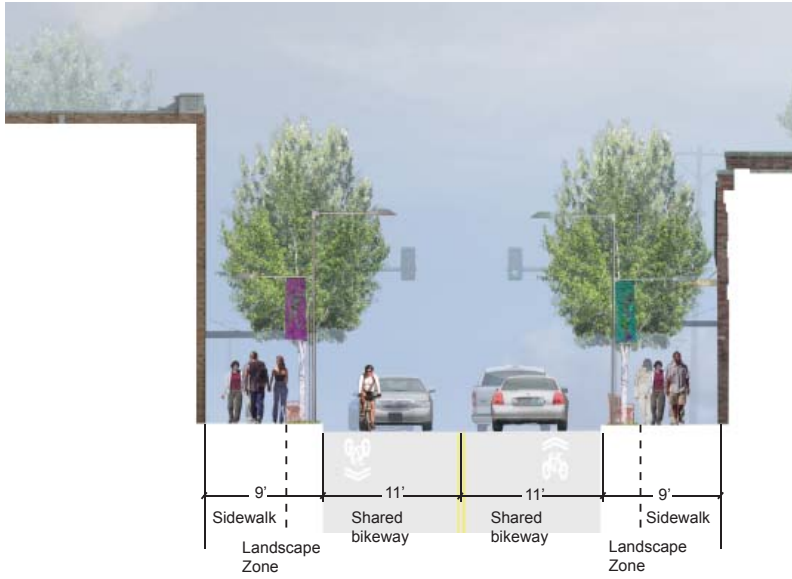 9’ 11’ 11’ 9’
Sidewalk Shared bikeway Shared bikeway Sidewalk
Landscape Zone Landscape Zone